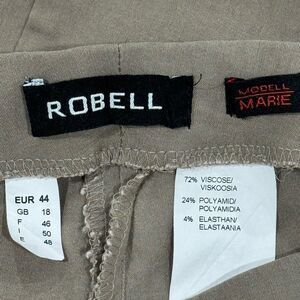 ROBELL
MODELL
MARIE
EUR 44
GB 18
F 46
I 50
E 48
72% VISCOSE/
VISKOOSIA
24% POLYAMID/
POLYAMIDIA
4% ELASTHAN/
ELASTAANIA